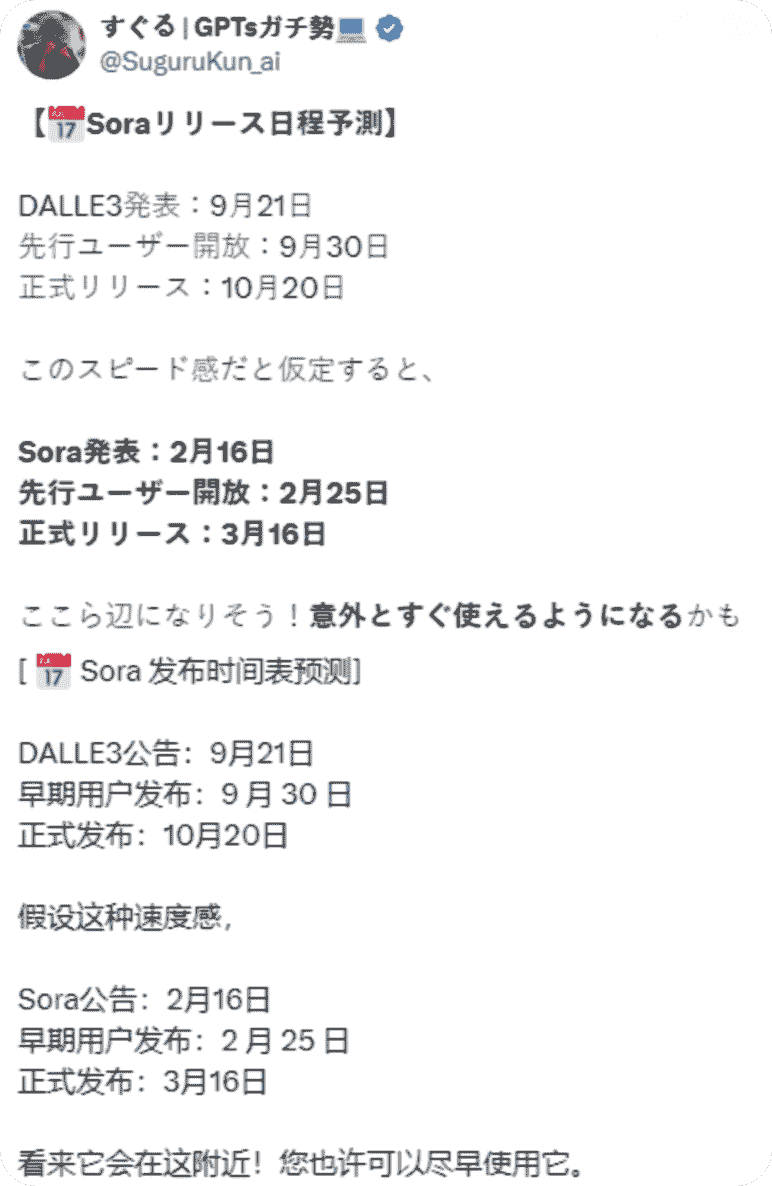 すぐる | GPTsガチ勢💻
@SuguruKun_ai
【📅Soraリリース日程予測】
DALLE3発表：9月21日
先行ユーザー開放：9月30日
正式リリース：10月20日
このスピード感だと仮定すると、
Sora発表：2月16日
先行ユーザー開放：2月25日
正式リリース：3月16日
ここら辺になりそう！意外とすぐ使えるようになるかも
[ 📅 Sora 发布时间表预测]
DALLE3公告：9月21日
早期用户发布：9 月 30 日
正式发布：10月20日
假设这种速度感，
Sora公告：2月16日
早期用户发布：2 月 25 日
正式发布：3月16日
看来它会在这附近！您也许可以尽早使用它。